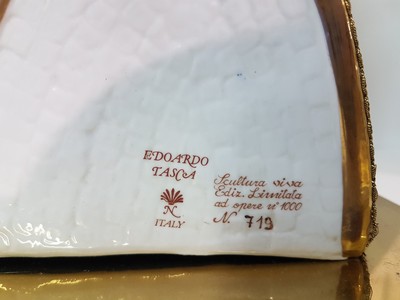 EDOARDO
TASCA
N
ITALY
Scultura viva
Ediz. Limitata
ad opere n° 1000
N. 719